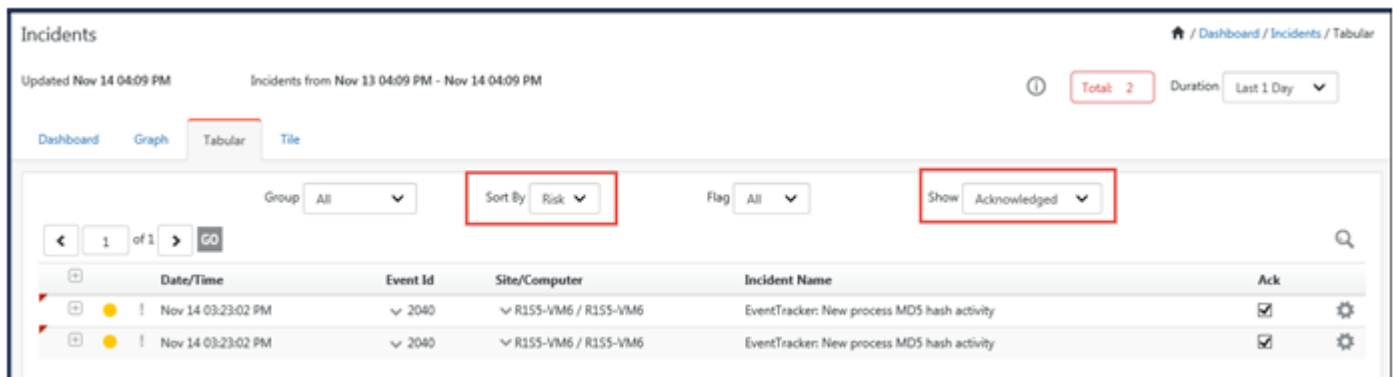 Incidents
/ Dashboard / Incidents / Tabular
Updated Nov 14 04:09 PM Incidents from Nov 13 04:09 PM - Nov 14 04:09 PM
Total: 2 Duration Last 1 Day
Dashboard Graph Tabular Tile
Group All Sort By Risk Flag All Show Acknowledged
1 of 1 GO
Date/Time Event Id Site/Computer Incident Name Ack
! Nov 14 03:23:02 PM 2040 R1S5-VM6 / R1S5-VM6 EventTracker: New process MD5 hash activity
! Nov 14 03:23:02 PM 2040 R1S5-VM6 / R1S5-VM6 EventTracker: New process MD5 hash activity